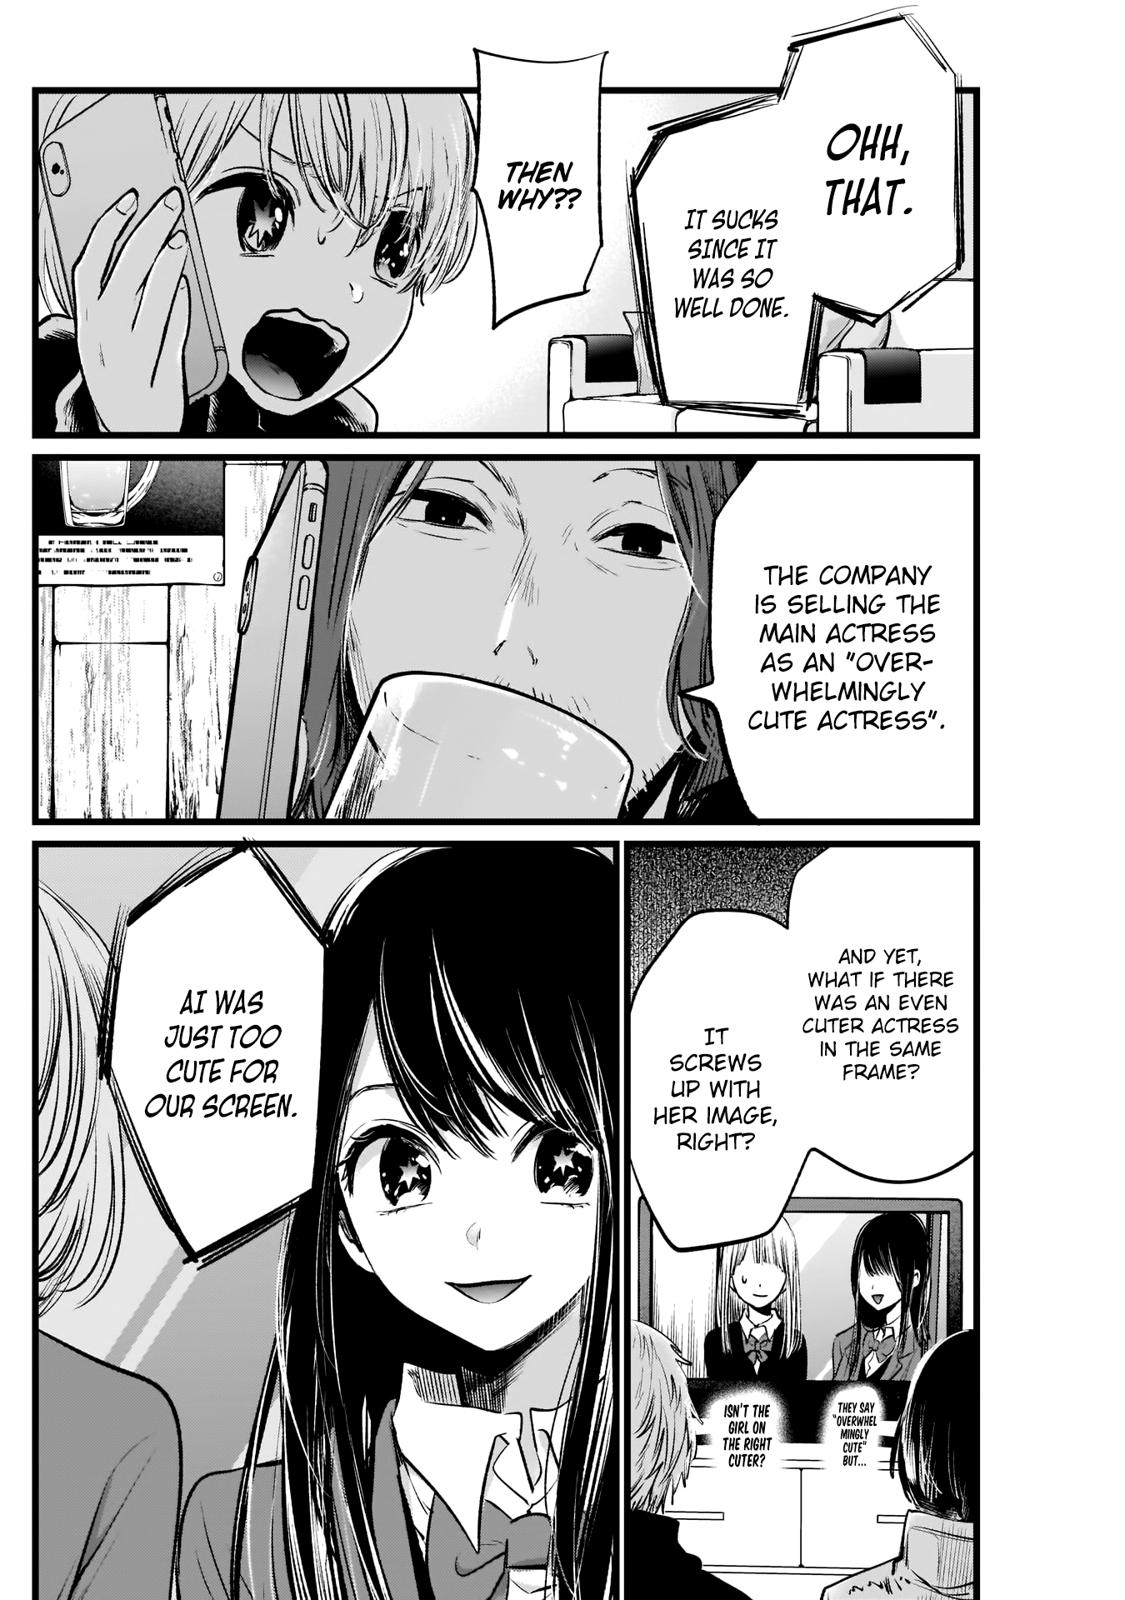 OHH,
THAT.
IT SUCKS
SINCE IT
WAS SO
WELL DONE.
THEN
WHY??
THE COMPANY
IS SELLING THE
MAIN ACTRESS
AS AN "OVER-
WHELMINGLY
CUTE ACTRESS".
AND YET,
WHAT IF THERE
WAS AN EVEN
CUTER ACTRESS
IN THE SAME
FRAME?
IT
SCREWS
UP WITH
HER IMAGE,
RIGHT?
THEY SAY
"OVERWHEL
MINGLY
CUTE"
BUT...
ISN'T THE
GIRL ON
THE RIGHT
CUTER?
AI WAS
JUST TOO
CUTE FOR
OUR SCREEN.